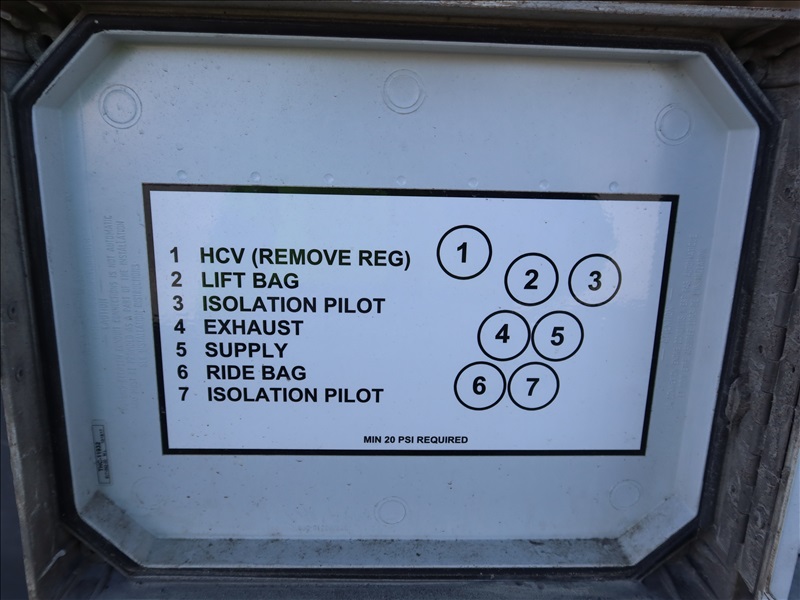 1 HCV (REMOVE REG)
2 LIFT BAG
3 ISOLATION PILOT
4 EXHAUST
5 SUPPLY
6 RIDE BAG
7 ISOLATION PILOT
1
2 3
4 5
6 7
MIN 20 PSI REQUIRED